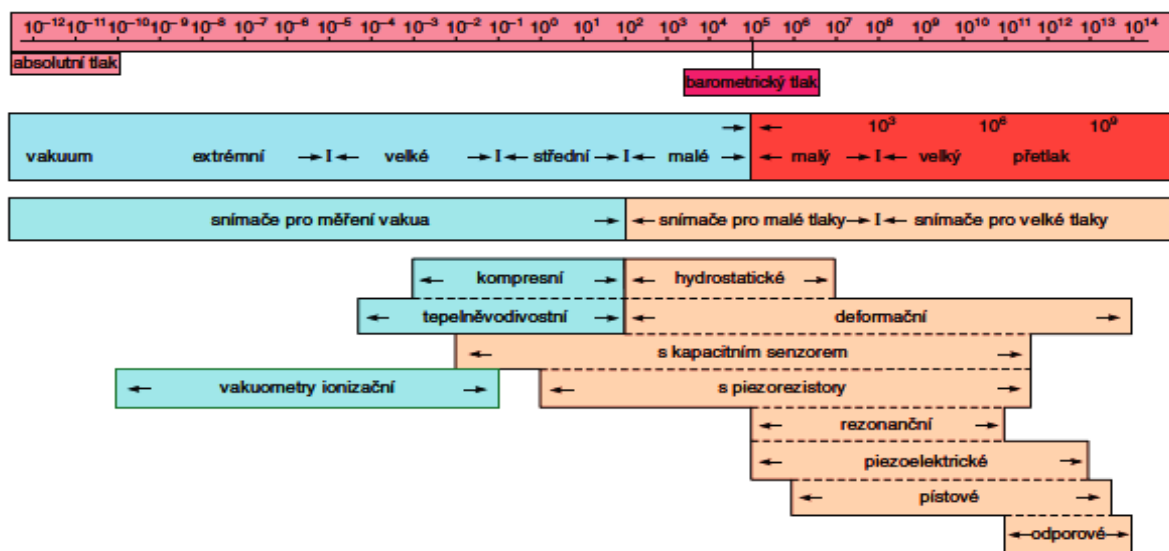 10⁻¹² 10⁻¹¹ 10⁻¹⁰ 10⁻⁹ 10⁻⁸ 10⁻⁷ 10⁻⁶ 10⁻⁵ 10⁻⁴ 10⁻³ 10⁻² 10⁻¹ 10⁰ 10¹ 10² 10³ 10⁴ 10⁵ 10⁶ 10⁷ 10⁸ 10⁹ 10¹⁰ 10¹¹ 10¹² 10¹³ 10¹⁴
absolutní tlak
barometrický tlak
10³ 10⁶ 10⁹
vakuum extrémní velké střední malé malý velký přetlak
snímače pro měření vakua snímače pro malé tlaky snímače pro velké tlaky
kompresní hydrostatické
tepelněvodivostní deformační
s kapacitním senzorem
vakuometry ionizační s piezorezistory
rezonanční
piezoelektrické
pístové
odporové